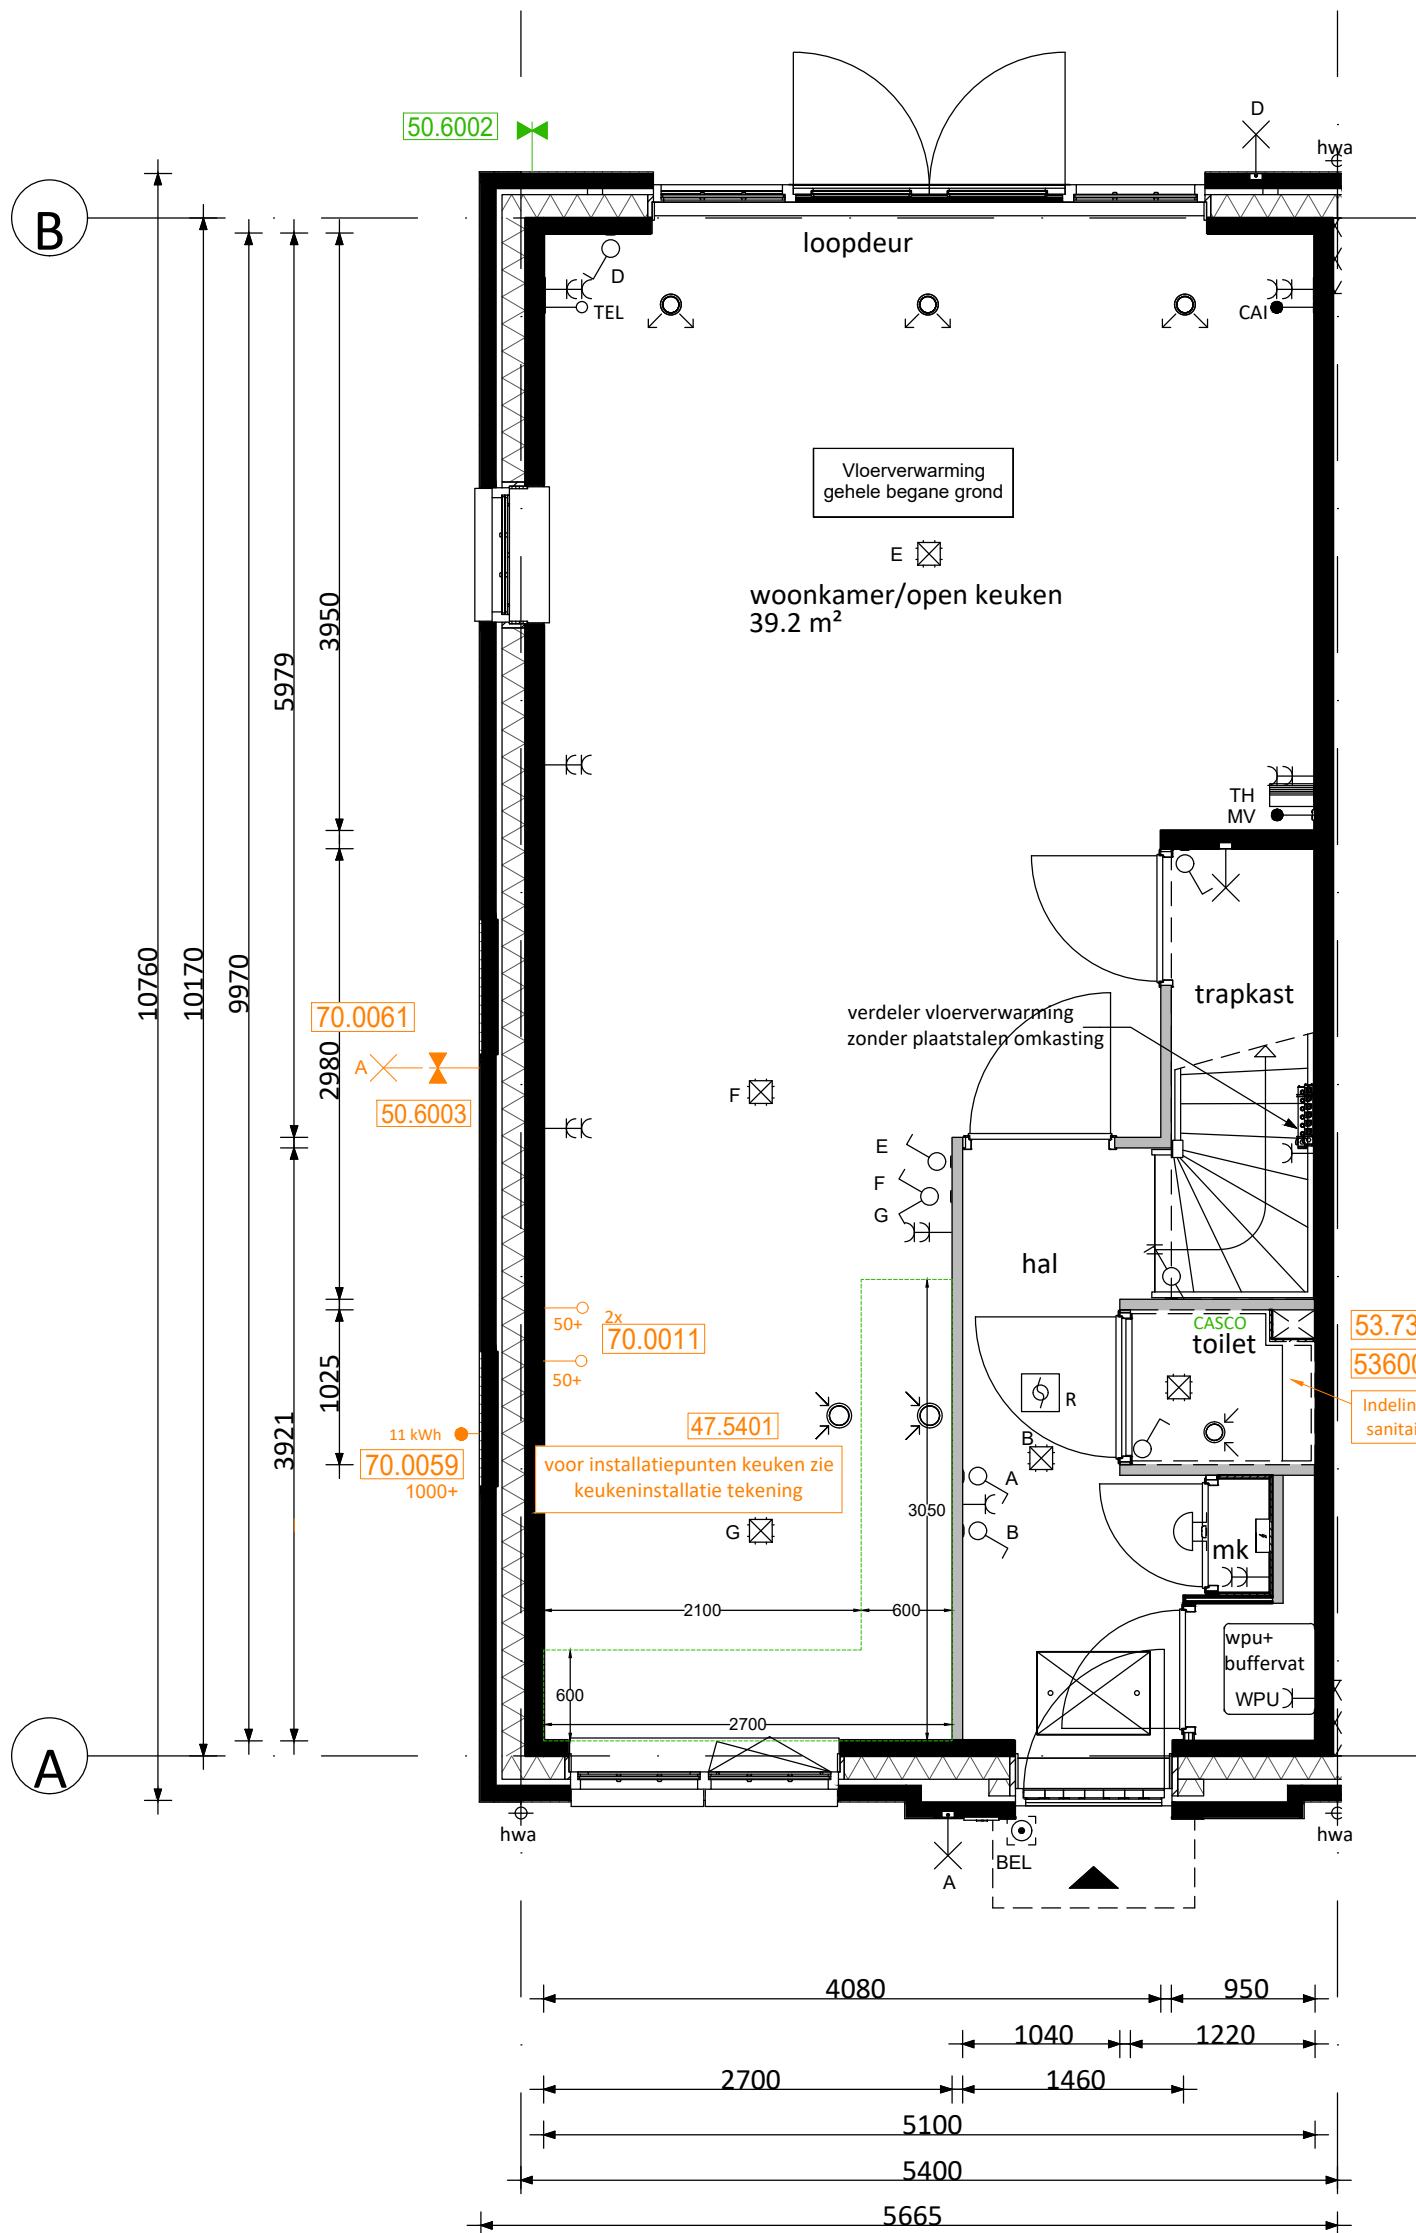 50.6002
D
hwa
B
loopdeur
D
TEL
CAI
Vloerverwarming
gehele begane grond
E
woonkamer/open keuken
39.2 m²
3950
5979
TH
MV
10760
10170
9970
70.0061
trapkast
verdeler vloerverwarming
zonder plaatstalen omkasting
A
2980
50.6003
F
E
F
G
hal
50+
2x
70.0011
50+
CASCO
toilet
53.73
53600
Indelin
sanitai
1025
3921
11 kWh
70.0059
1000+
47.5401
voor installatiepunten keuken zie
keukeninstallatie tekening
R
B
A
B
3050
G
mk
2100
600
wpu+
buffervat
WPU
600
2700
A
hwa
hwa
BEL
A
4080
950
1040
1220
2700
1460
5100
5400
5665